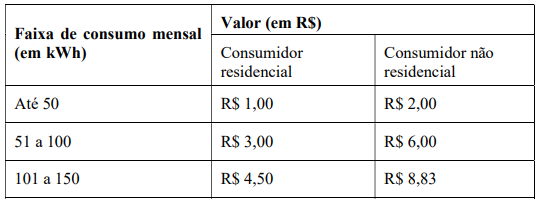 Faixa de consumo mensal
(em kWh)
Valor (em R$)
Consumidor
residencial
Consumidor não
residencial
Até 50
R$ 1,00
R$ 2,00
51 a 100
R$ 3,00
R$ 6,00
101 a 150
R$ 4,50
R$ 8,83